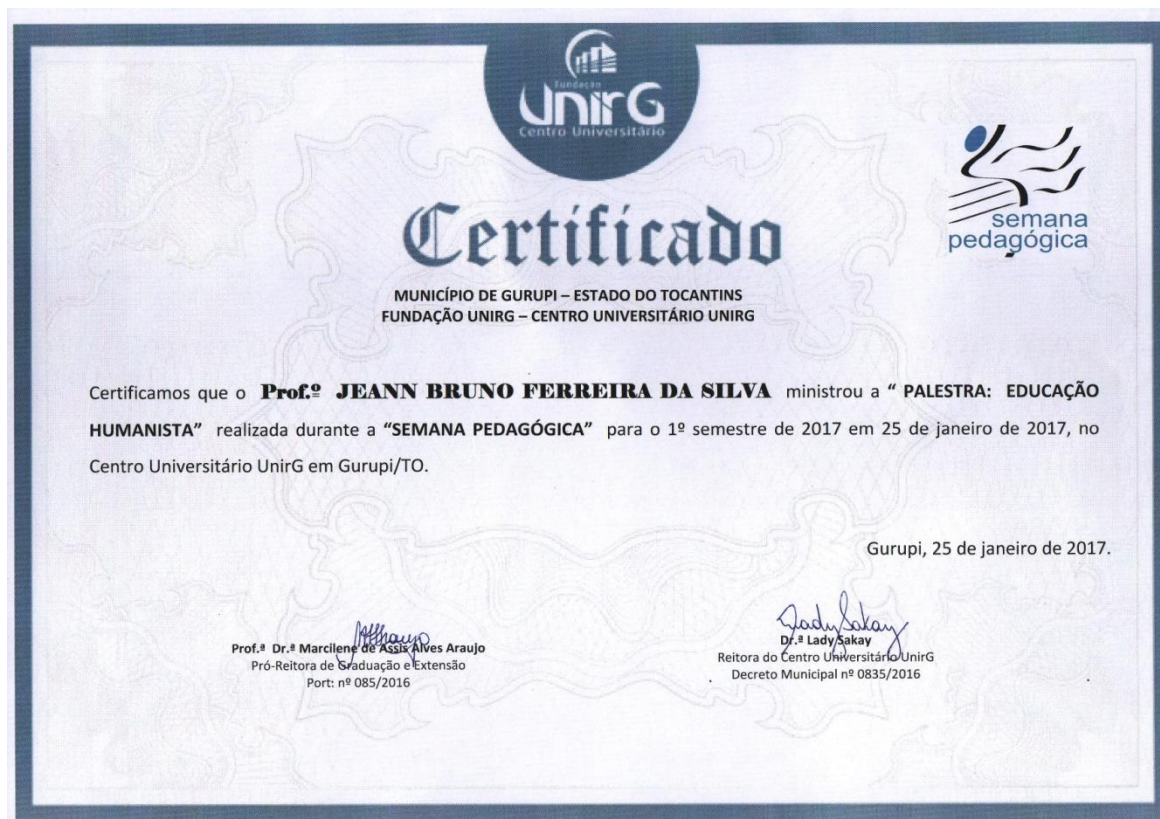 Fundação
UnirG
Centro Universitário
semana
pedagógica
Certificado
MUNICÍPIO DE GURUPI – ESTADO DO TOCANTINS
FUNDAÇÃO UNIRG – CENTRO UNIVERSITÁRIO UNIRG
Certificamos que o Prof.º JEANN BRUNO FERREIRA DA SILVA ministrou a “ PALESTRA: EDUCAÇÃO
HUMANISTA” realizada durante a “SEMANA PEDAGÓGICA” para o 1º semestre de 2017 em 25 de janeiro de 2017, no
Centro Universitário UnirG em Gurupi/TO.
Gurupi, 25 de janeiro de 2017.
Prof.ª Dr.ª Marcilene de Assis Alves Araujo
Pró-Reitora de Graduação e Extensão
Port: nº 085/2016
Lady Sakay
Dr.ª Lady Sakay
Reitora do Centro Universitário UnirG
Decreto Municipal nº 0835/2016